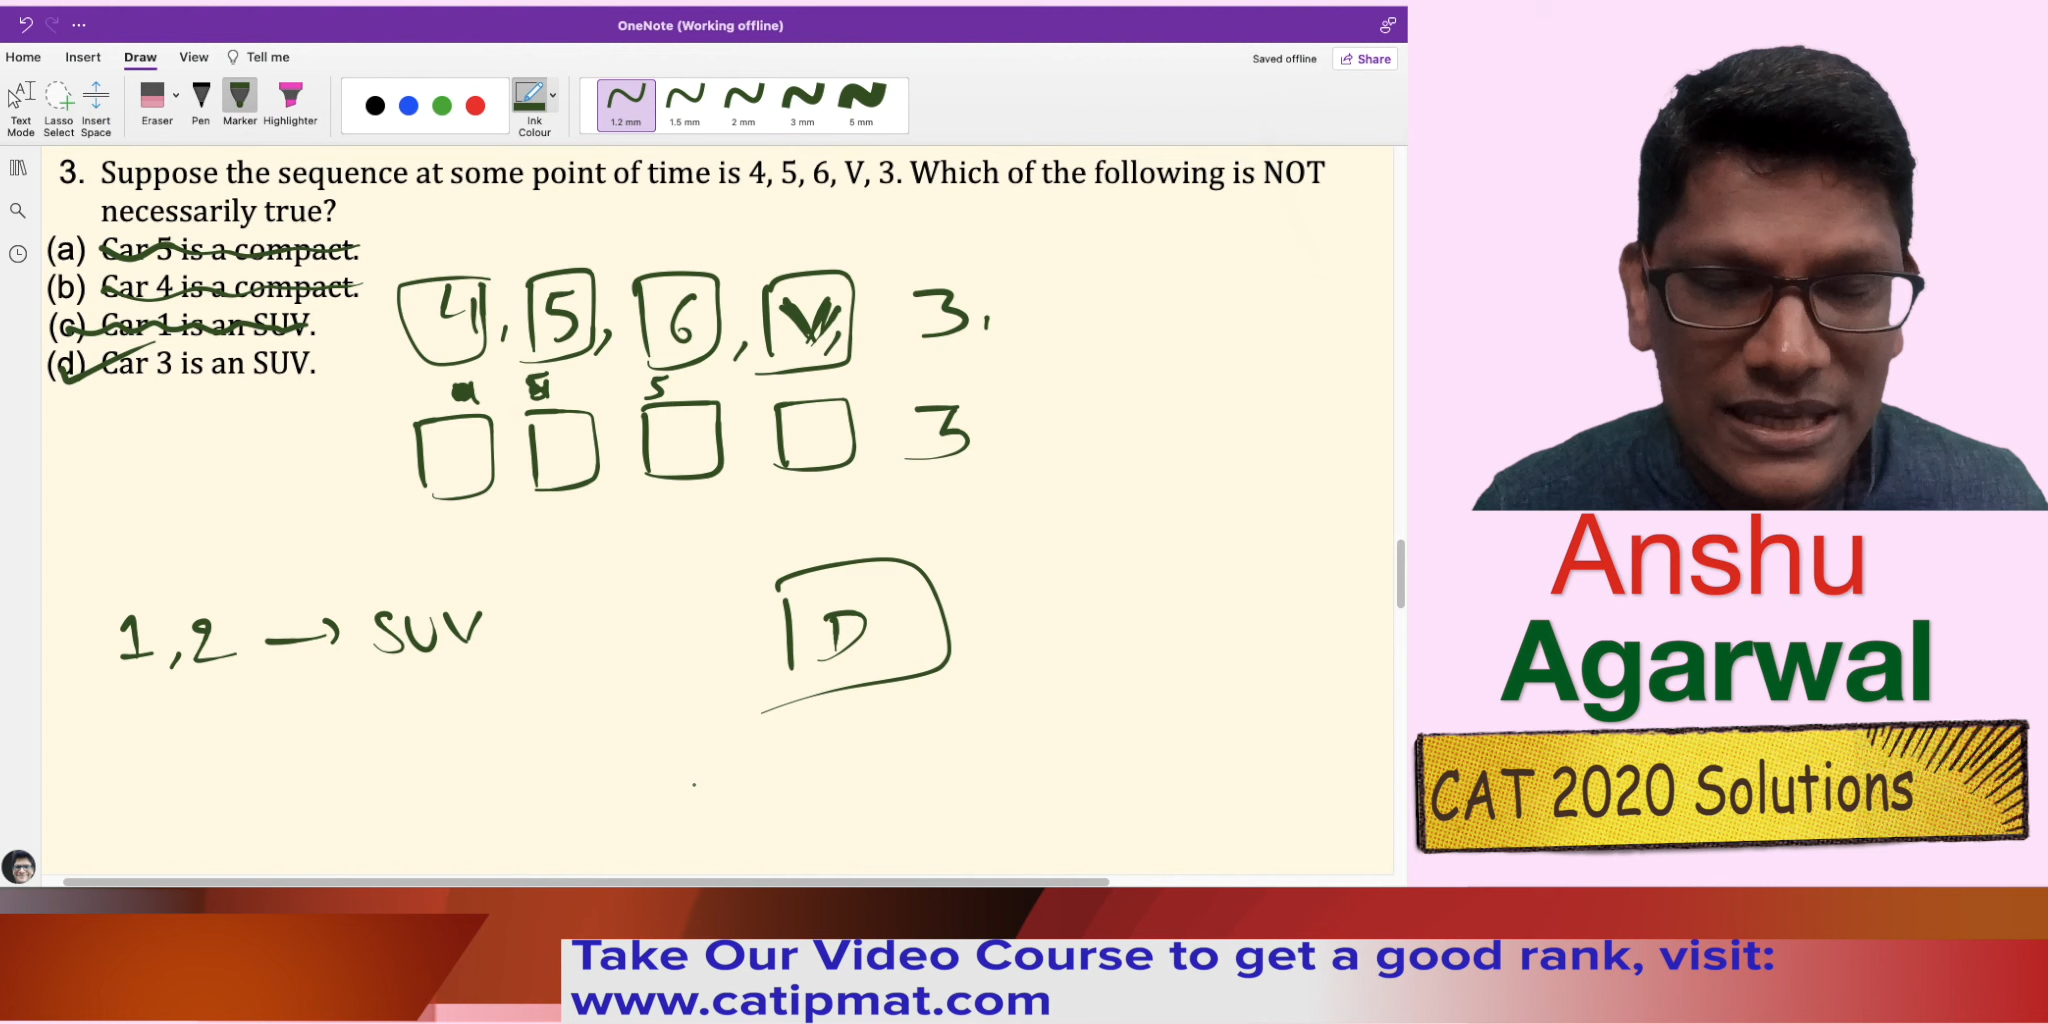 OneNote (Working offline)
Home Insert Draw View Tell me
Saved offline Share
Text Mode
Lasso Select
Insert Space
Eraser
Pen
Marker
Highlighter
Ink Colour
1.2 mm 1.5 mm 2 mm 3 mm 5 mm
3. Suppose the sequence at some point of time is 4, 5, 6, V, 3. Which of the following is NOT
necessarily true?
(a) Car 5 is a compact.
(b) Car 4 is a compact.
(c) Car 1 is an SUV.
(d) Car 3 is an SUV.
4, 5, 6, V, 3.
5
3
1, 2 → SUV
D
Anshu
Agarwal
CAT 2020 Solutions
Take Our Video Course to get a good rank, visit:
www.catipmat.com